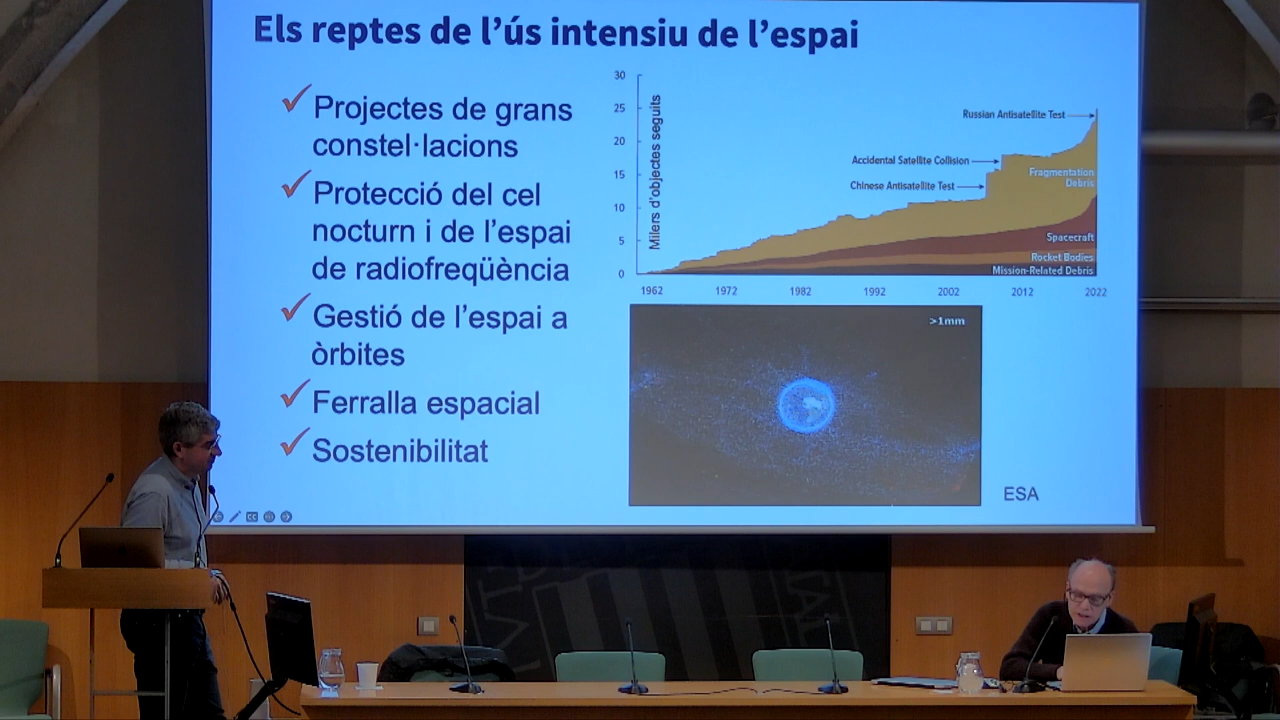 Els reptes de l'ús intensiu de l'espai
Projectes de grans
constel·lacions
Protecció del cel
nocturn i de l'espai
de radiofreqüència
Gestió de l'espai a
òrbites
Ferralla espacial
Sostenibilitat
Milers d'objectes seguits
30
25
20
15
10
5
0
1962 1972 1982 1992 2002 2012 2022
Russian Antisatellite Test
Accidental Satellite Collision
Chinese Antisatellite Test
Fragmentation
Debris
Spacecraft
Rocket Bodies
Mission-Related Debris
>1mm
ESA